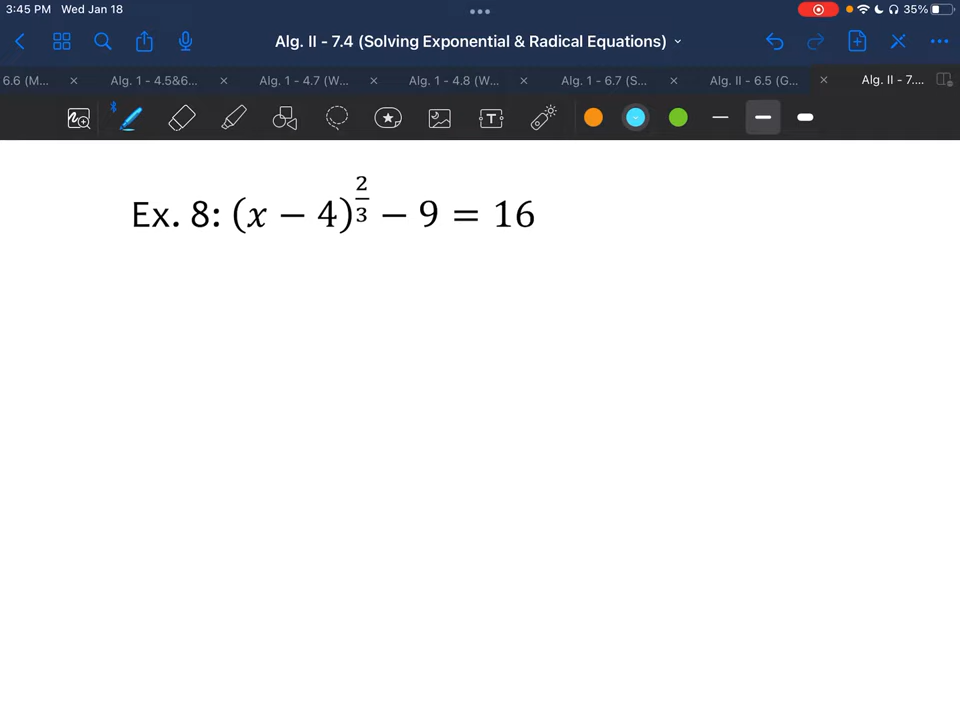 3:45 PM Wed Jan 18 35%
Alg. II - 7.4 (Solving Exponential & Radical Equations)
6.6 (M... × Alg. 1 - 4.5&6... × Alg. 1 - 4.7 (W... × Alg. 1 - 4.8 (W... × Alg. 1 - 6.7 (S... × Alg. II - 6.5 (G... × Alg. II - 7....
T
Ex. 8: (x − 4)^(2/3) − 9 = 16